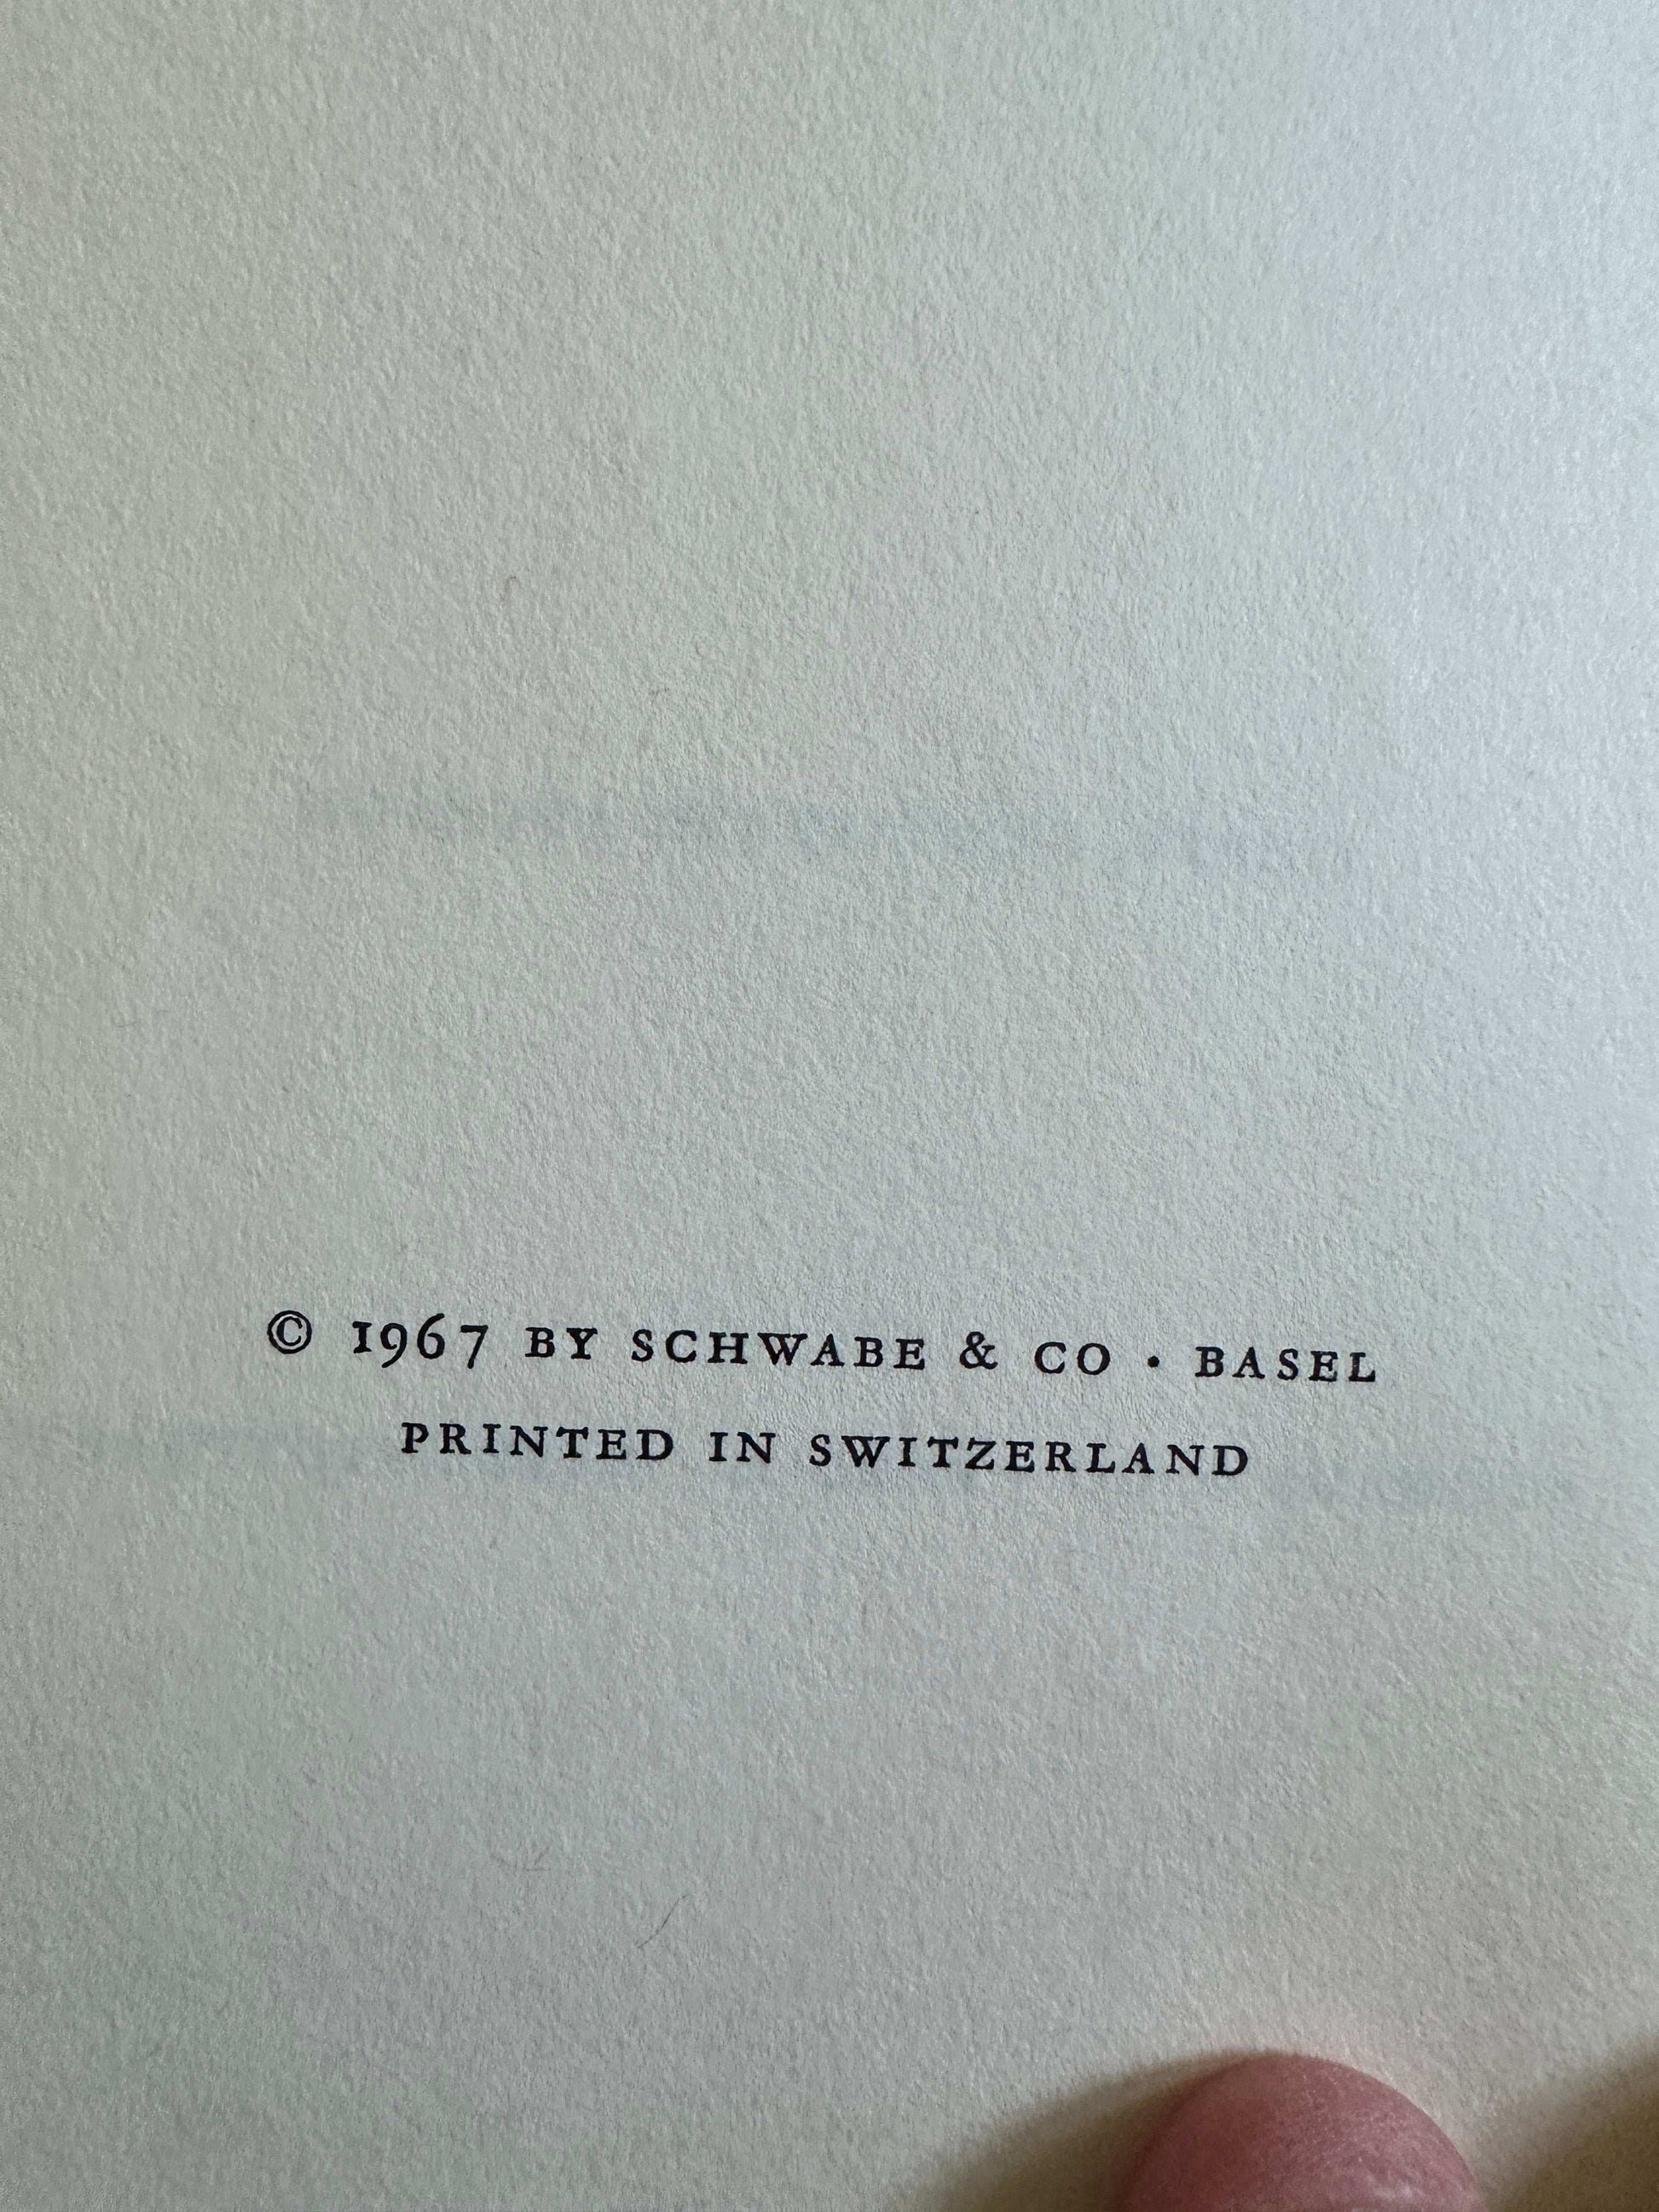 © 1967 BY SCHWABE & CO · BASEL
PRINTED IN SWITZERLAND